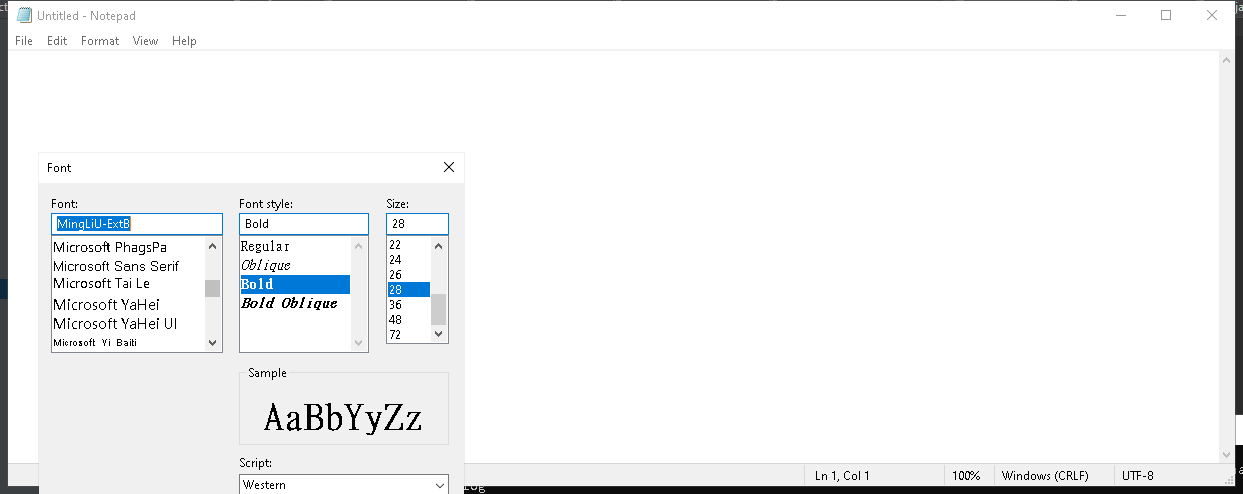 Untitled - Notepad
File Edit Format View Help
Font
Font: Font style: Size:
MingLiU-ExtB Bold 28
Microsoft PhagsPa Regular 22
Microsoft Sans Serif Oblique 24
Microsoft Tai Le Bold 26
Microsoft YaHei Bold Oblique 28
Microsoft YaHei UI 36
Microsoft Yi Baiti 48
72
Sample
AaBbYyZz
Script:
Western
Ln 1, Col 1 100% Windows (CRLF) UTF-8